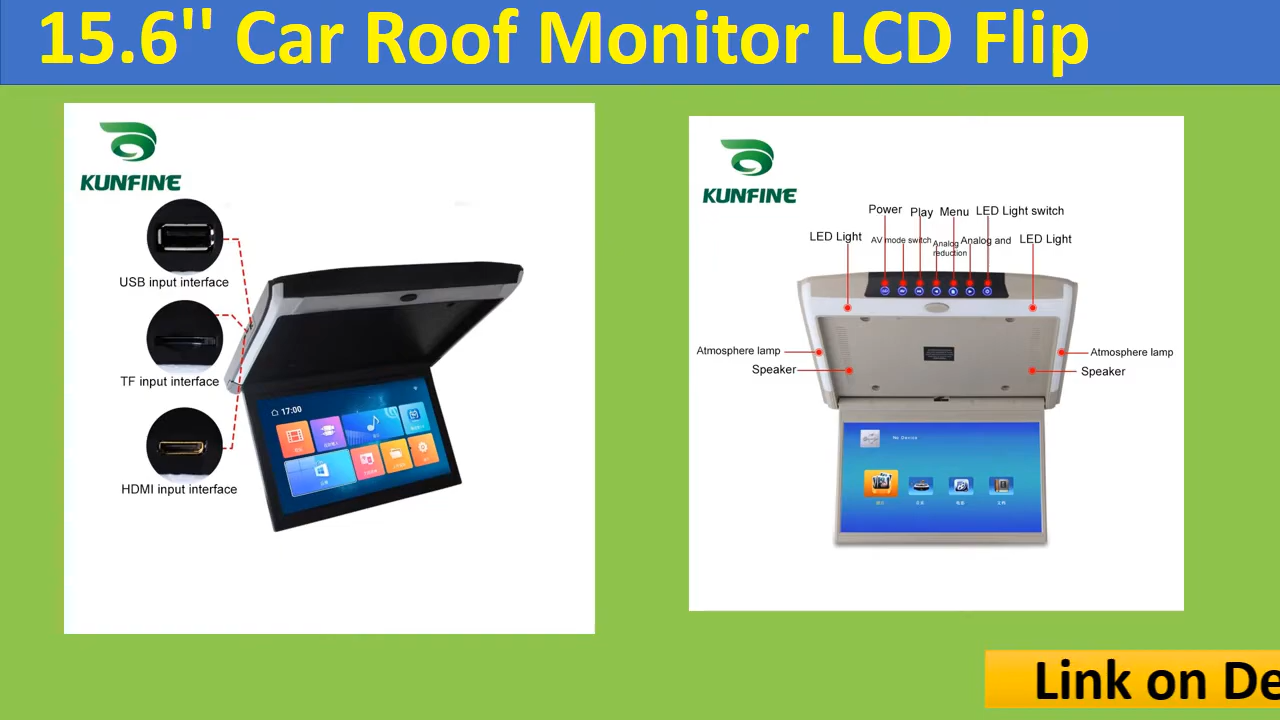 15.6'' Car Roof Monitor LCD Flip
KUNFINE
USB input interface
TF input interface
HDMI input interface
17:00
KUNFINE
Power Play Menu LED Light switch
LED Light AV mode switch Analog reduction Analog and LED Light
Atmosphere lamp
Speaker
Atmosphere lamp
Speaker
No Device
Link on De